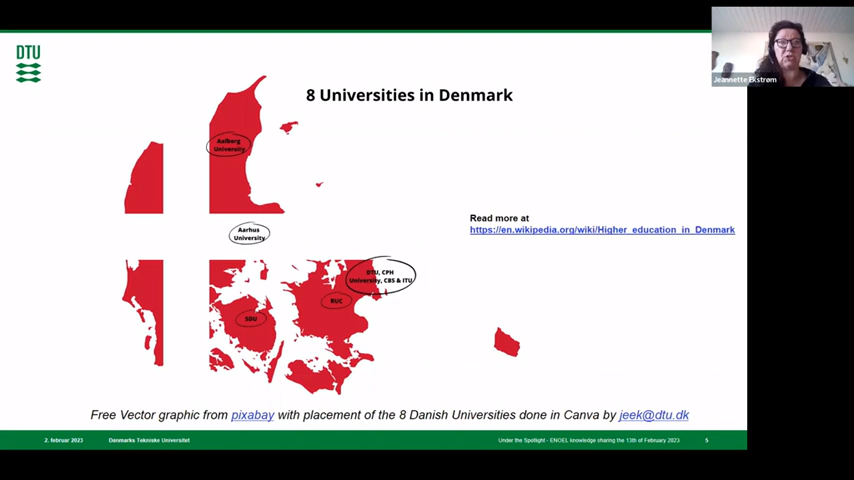 DTU
8 Universities in Denmark
Jeannette Ekstrøm
Aalborg
University
Aarhus
University
Read more at
https://en.wikipedia.org/wiki/Higher_education_in_Denmark
DTU, CPH
University, CBS & ITU
RUC
SDU
Free Vector graphic from pixabay with placement of the 8 Danish Universities done in Canva by jeek@dtu.dk
2. februar 2023
Danmarks Tekniske Universitet
Under the Spotlight - ENOEL knowledge sharing the 13th of February 2023
5